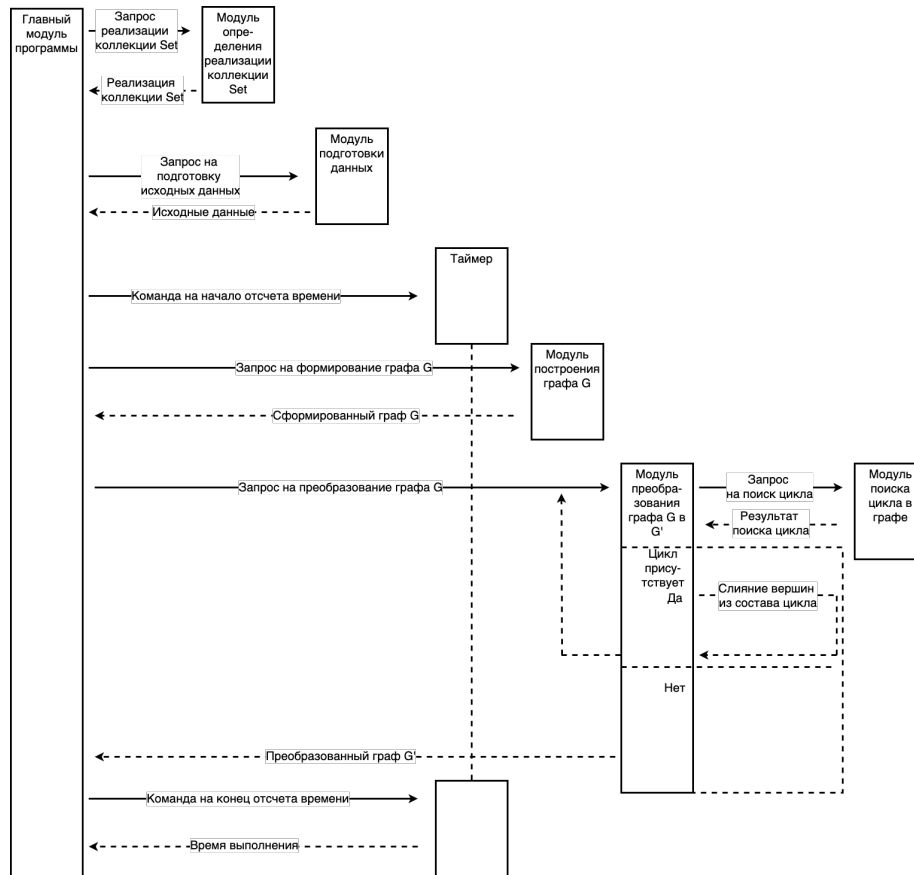 Главный
модуль
программы
Запрос
реализации
коллекции Set
Модуль
опре-
деления
реализации
коллекции
Set
Реализация
коллекции Set
Модуль
подготовки
данных
Запрос на
подготовку
исходных данных
Исходные данные
Таймер
Команда на начало отсчета времени
Модуль
построения
графа G
Запрос на формирование графа G
Сформированный граф G
Запрос на преобразование графа G
Модуль
преобра-
зования
графа G в
G'
Запрос
на поиск цикла
Модуль
поиска
цикла в
графе
Результат
поиска цикла
Цикл
прису-
тствует
Да
Слияние вершин
из состава цикла
Нет
Преобразованный граф G'
Команда на конец отсчета времени
Время выполнения